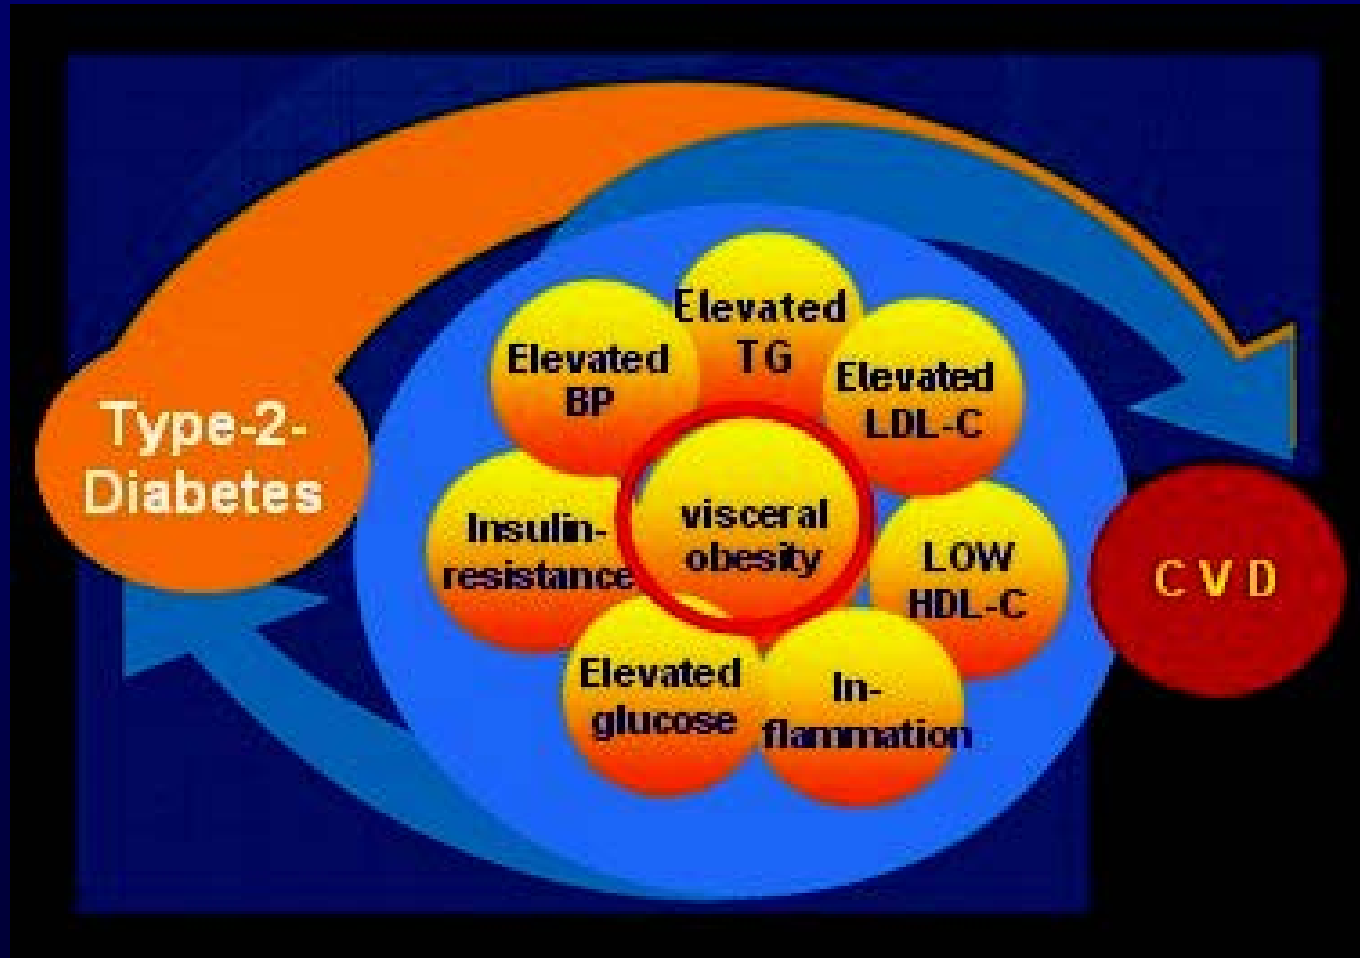 Elevated
TG
Elevated
BP
Elevated
LDL-C
Type-2-
Diabetes
visceral
obesity
Insulin-
resistance
LOW
HDL-C
C V D
Elevated
glucose
In-
flammation